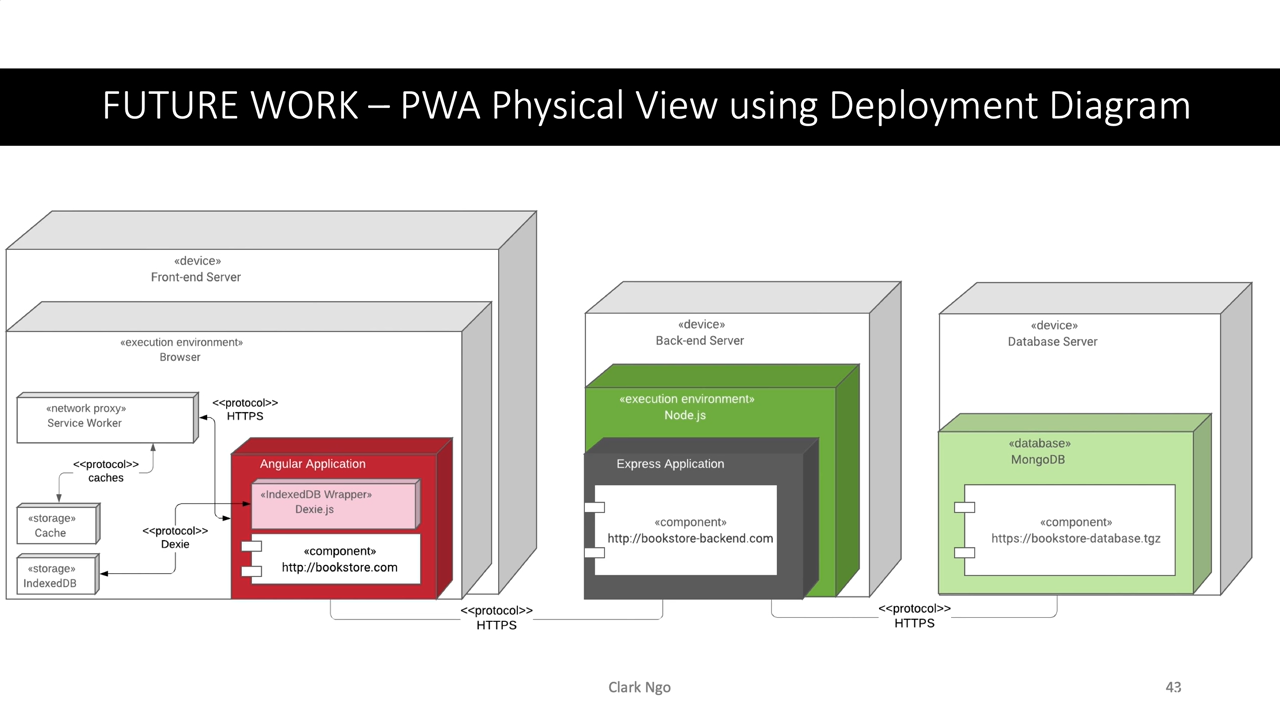 FUTURE WORK – PWA Physical View using Deployment Diagram
«device»
Front-end Server
«execution environment»
Browser
«network proxy»
Service Worker
<<protocol>>
HTTPS
<<protocol>>
caches
«storage»
Cache
<<protocol>>
Dexie
«storage»
IndexedDB
Angular Application
«IndexedDB Wrapper»
Dexie.js
«component»
http://bookstore.com
<<protocol>>
HTTPS
«device»
Back-end Server
«execution environment»
Node.js
Express Application
«component»
http://bookstore-backend.com
<<protocol>>
HTTPS
«device»
Database Server
«database»
MongoDB
«component»
https://bookstore-database.tgz
Clark Ngo
43